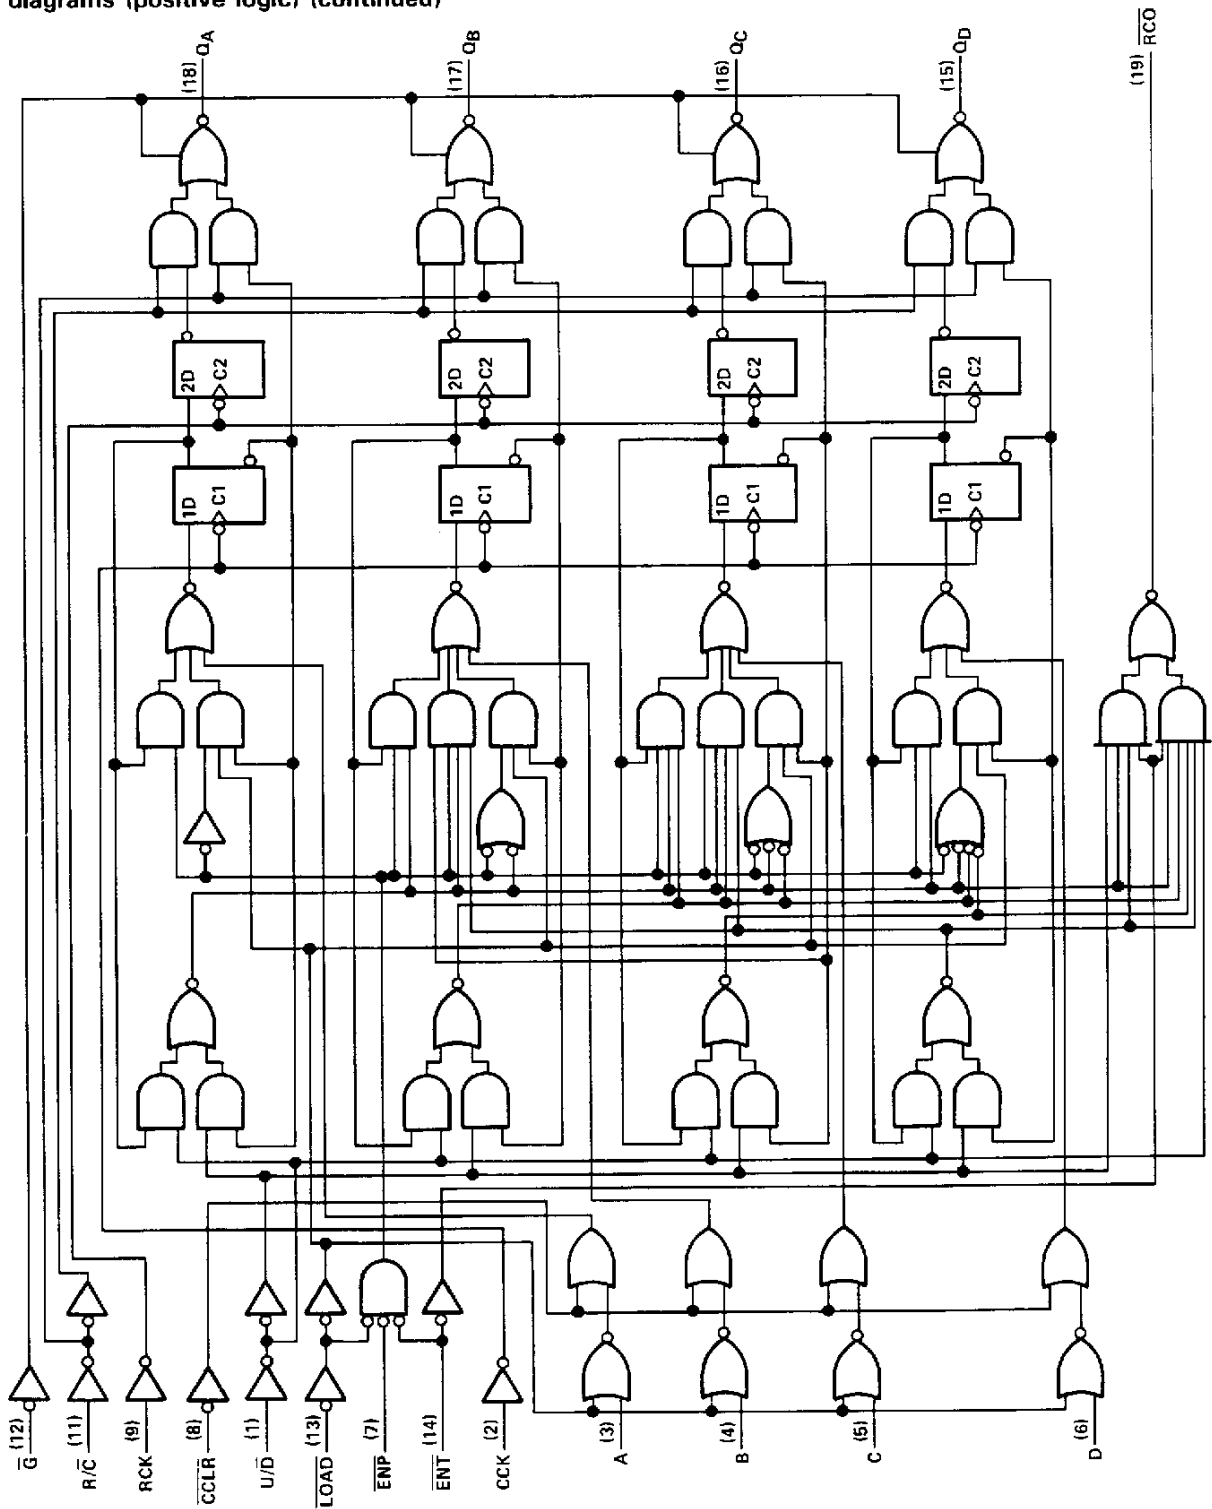 diagrams (positive logic) (continued)
(18) QA
(17) QB
(16) QC
(15) QD
(19) RCO
2D
C2
2D
C2
2D
C2
2D
C2
1D
C1
1D
C1
1D
C1
1D
C1
G (12)
R/C (11)
RCK (9)
CCLR (8)
U/D (1)
LOAD (13)
ENP (7)
ENT (14)
CCK (2)
A (3)
B (4)
C (5)
D (6)